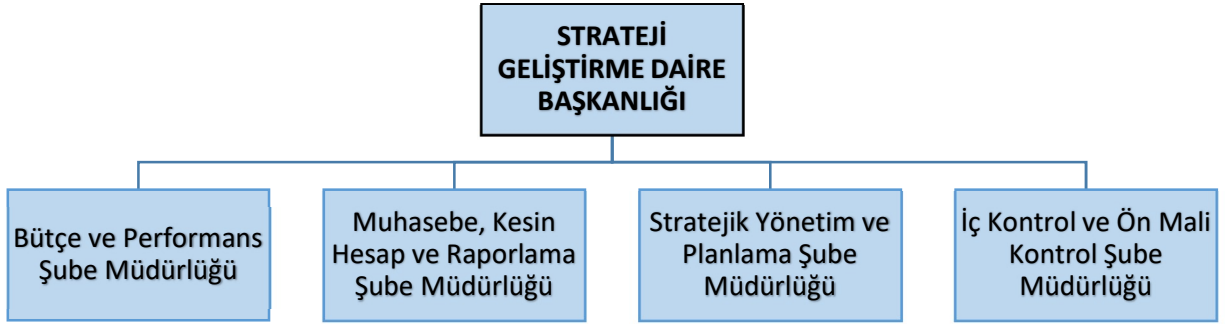 STRATEJİ
GELİŞTİRME DAİRE
BAŞKANLIĞI
Bütçe ve Performans
Şube Müdürlüğü
Muhasebe, Kesin
Hesap ve Raporlama
Şube Müdürlüğü
Stratejik Yönetim ve
Planlama Şube
Müdürlüğü
İç Kontrol ve Ön Mali
Kontrol Şube
Müdürlüğü